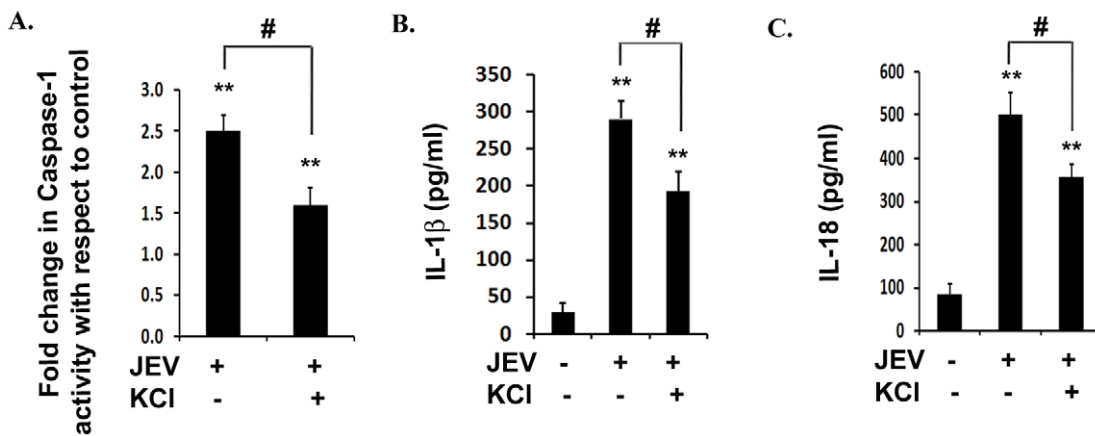 A.
Fold change in Caspase-1
activity with respect to control
#
**
**
3.0
2.5
2.0
1.5
1.0
0.5
0.0
JEV + +
KCl - +
B.
IL-1β (pg/ml)
#
**
**
350
300
250
200
150
100
50
0
JEV - + +
KCl - - +
C.
IL-18 (pg/ml)
#
**
**
600
500
400
300
200
100
0
JEV - + +
KCl - - +